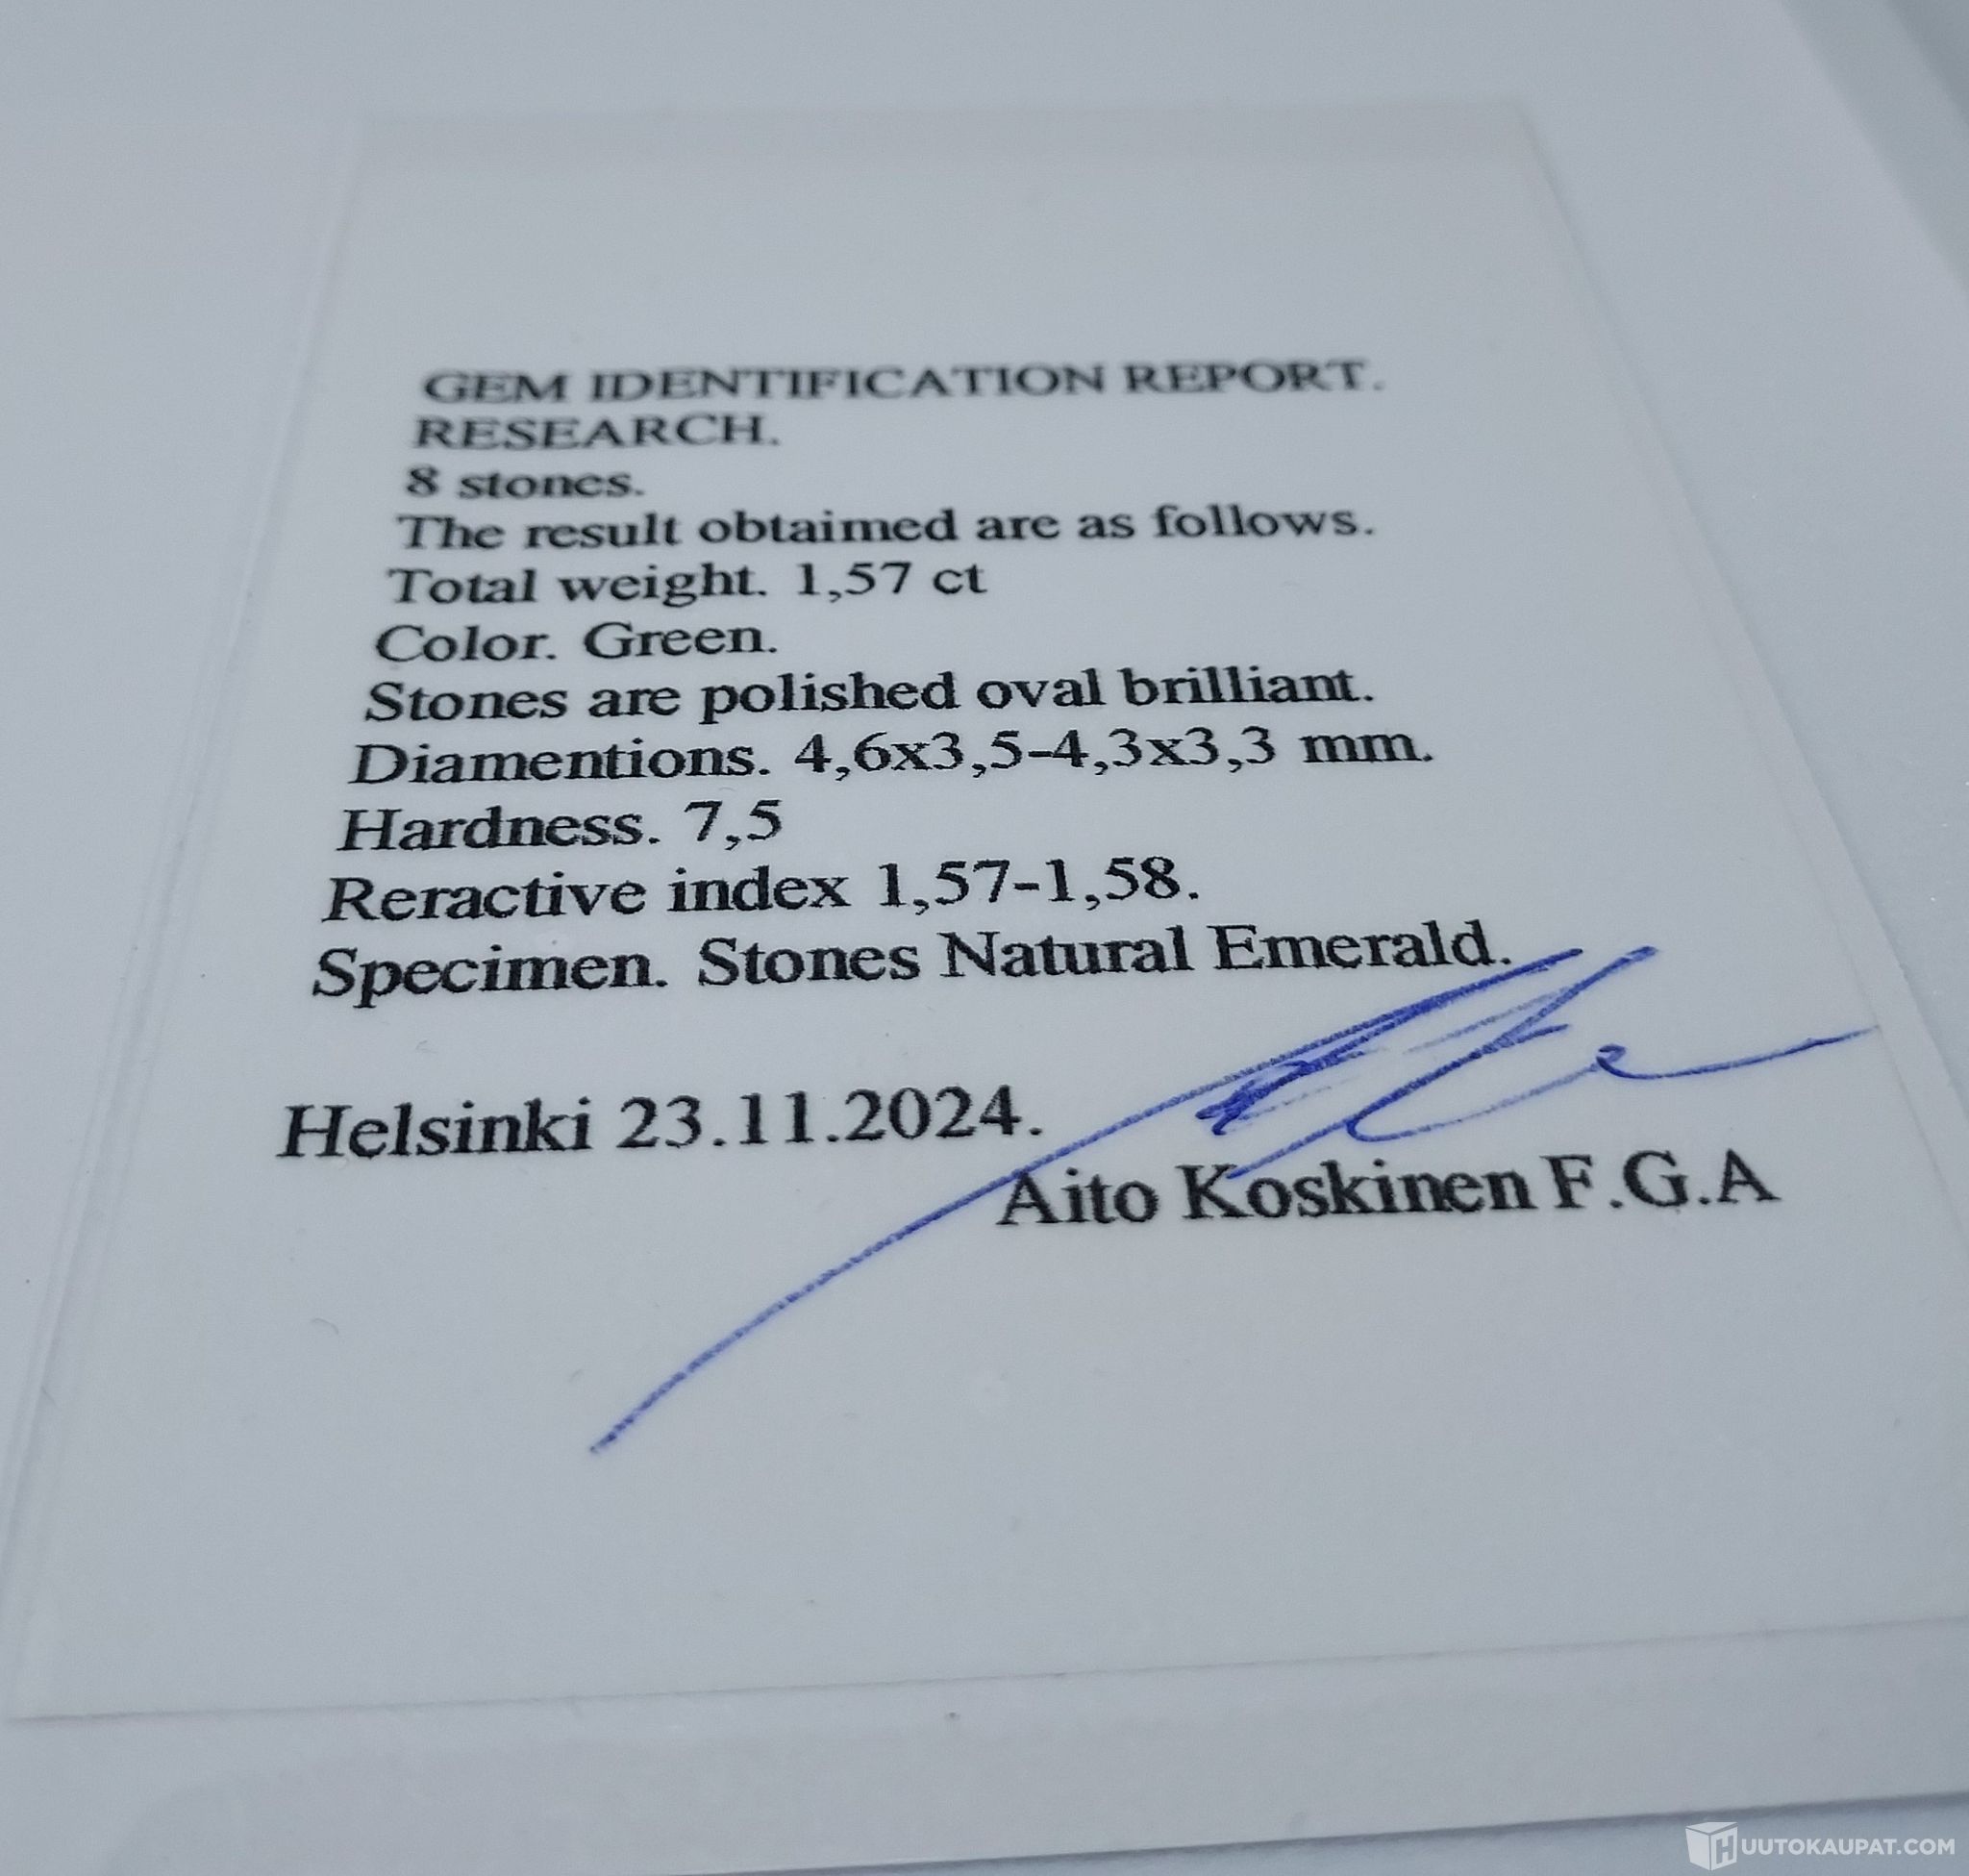 GEM IDENTIFICATION REPORT.
RESEARCH.
8 stones.
The result obtaimed are as follows.
Total weight. 1,57 ct
Color. Green.
Stones are polished oval brilliant.
Diamentions. 4,6x3,5-4,3x3,3 mm.
Hardness. 7,5
Reractive index 1,57-1,58.
Specimen. Stones Natural Emerald.
Helsinki 23.11.2024.
Aito Koskinen F.G.A
HUUTOKAUPAT.COM